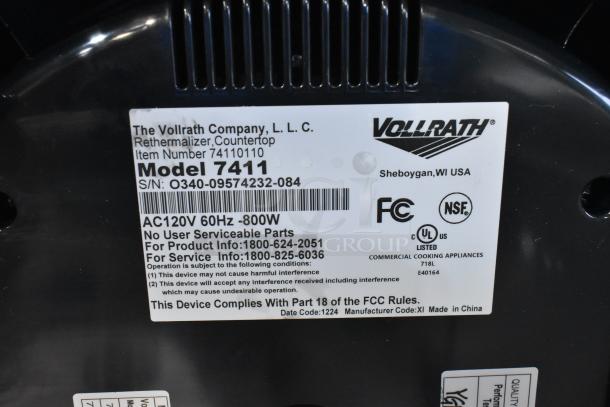 The Vollrath Company, L. L. C.
Rethermalizer,Countertop
Item Number 74110110
Model 7411
S/N: O340-09574232-084
AC120V 60Hz -800W
No User Serviceable Parts
For Product Info:1800-624-2051
For Service Info:1800-825-6036
Operation is subject to the following conditions:
(1) This device may not cause harmful interference
(2) This device will accept any interference received including interference
which may cause undesirable operation.
This Device Complies With Part 18 of the FCC Rules.
Date Code:1224 Manufacturer Code:XI Made in China
VOLLRATH®
Sheboygan,WI USA
FC
NSF®
C UL US
LISTED
COMMERCIAL COOKING APPLIANCES
718L
E40164
GROUP
QUALITY